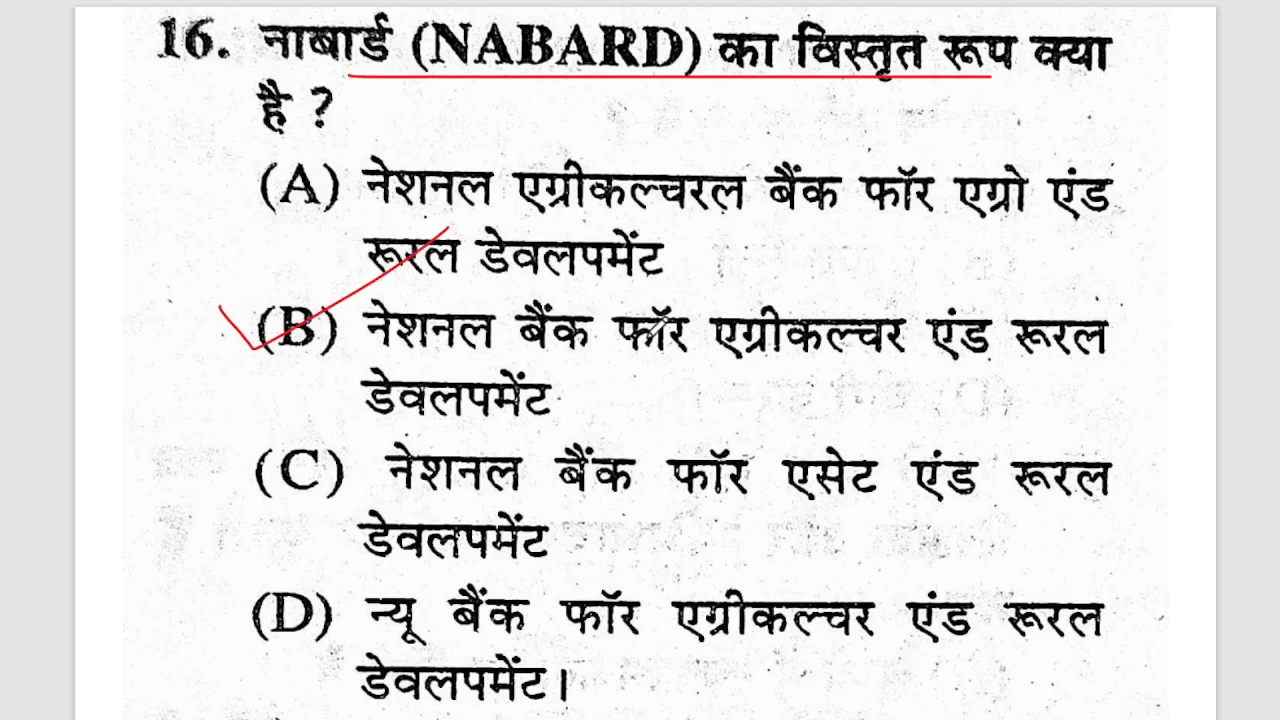 16. नाबार्ड (NABARD) का विस्तृत रूप क्या
है ?
(A) नेशनल एग्रीकल्चरल बैंक फॉर एग्रो एंड
रूरल डेवलपमेंट
(B) नेशनल बैंक फॉर एग्रीकल्चर एंड रूरल
डेवलपमेंट
(C) नेशनल बैंक फॉर एसेट एंड रूरल
डेवलपमेंट
(D) न्यू बैंक फॉर एग्रीकल्चर एंड रूरल
डेवलपमेंट।